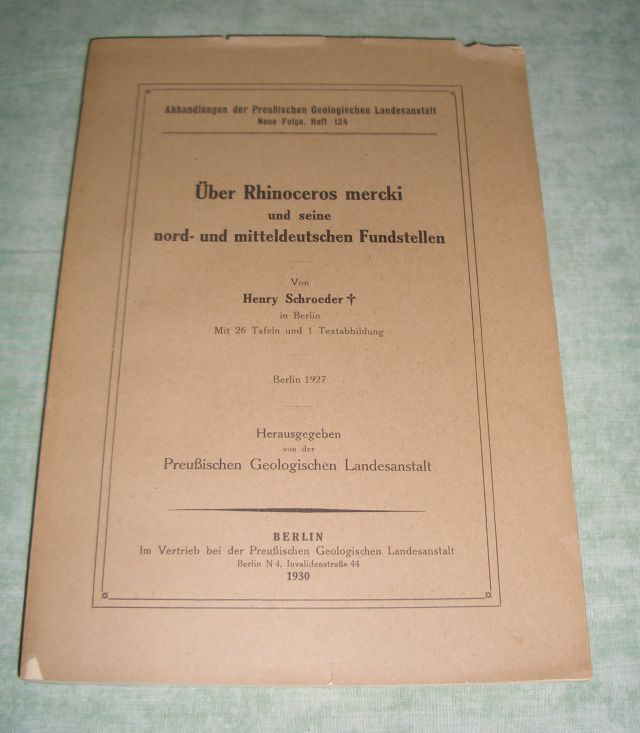 Abhandlungen der Preußischen Geologischen Landesanstalt
Neue Folge. Heft 124
Über Rhinoceros mercki
und seine
nord- und mitteldeutschen Fundstellen
Von
Henry Schroeder †
in Berlin
Mit 26 Tafeln und 1 Textabbildung
Berlin 1927
Herausgegeben
von der
Preußischen Geologischen Landesanstalt
BERLIN
Im Vertrieb bei der Preußischen Geologischen Landesanstalt
Berlin N 4, Invalidenstraße 44
1930